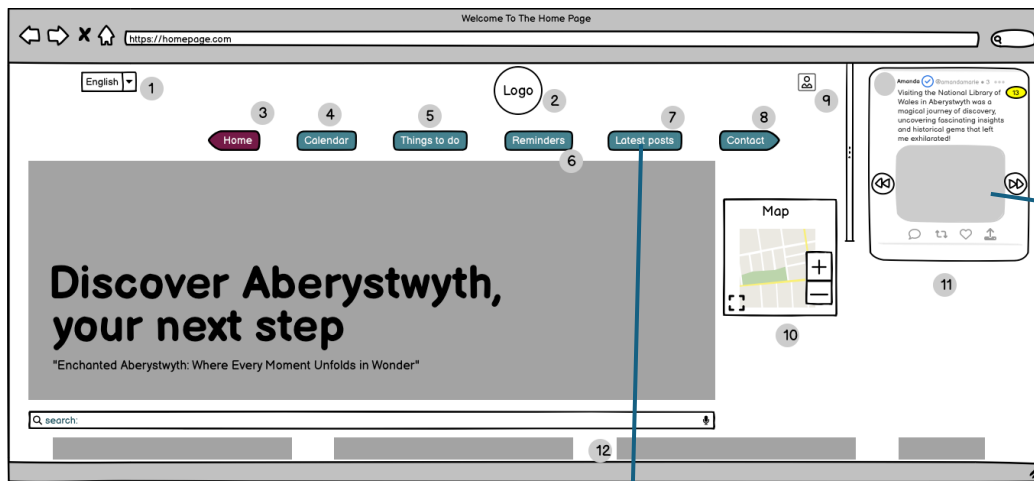 Welcome To The Home Page
https://homepage.com
English
1
Logo
2
9
3
4
5
7
8
Home
Calendar
Things to do
Reminders
Latest posts
Contact
6
Amanda @amandamarie • 3
13
Visiting the National Library of
Wales in Aberystwyth was a
magical journey of discovery,
uncovering fascinating insights
and historical gems that left
me exhilarated!
11
Map
10
Discover Aberystwyth,
your next step
"Enchanted Aberystwyth: Where Every Moment Unfolds in Wonder"
search:
12